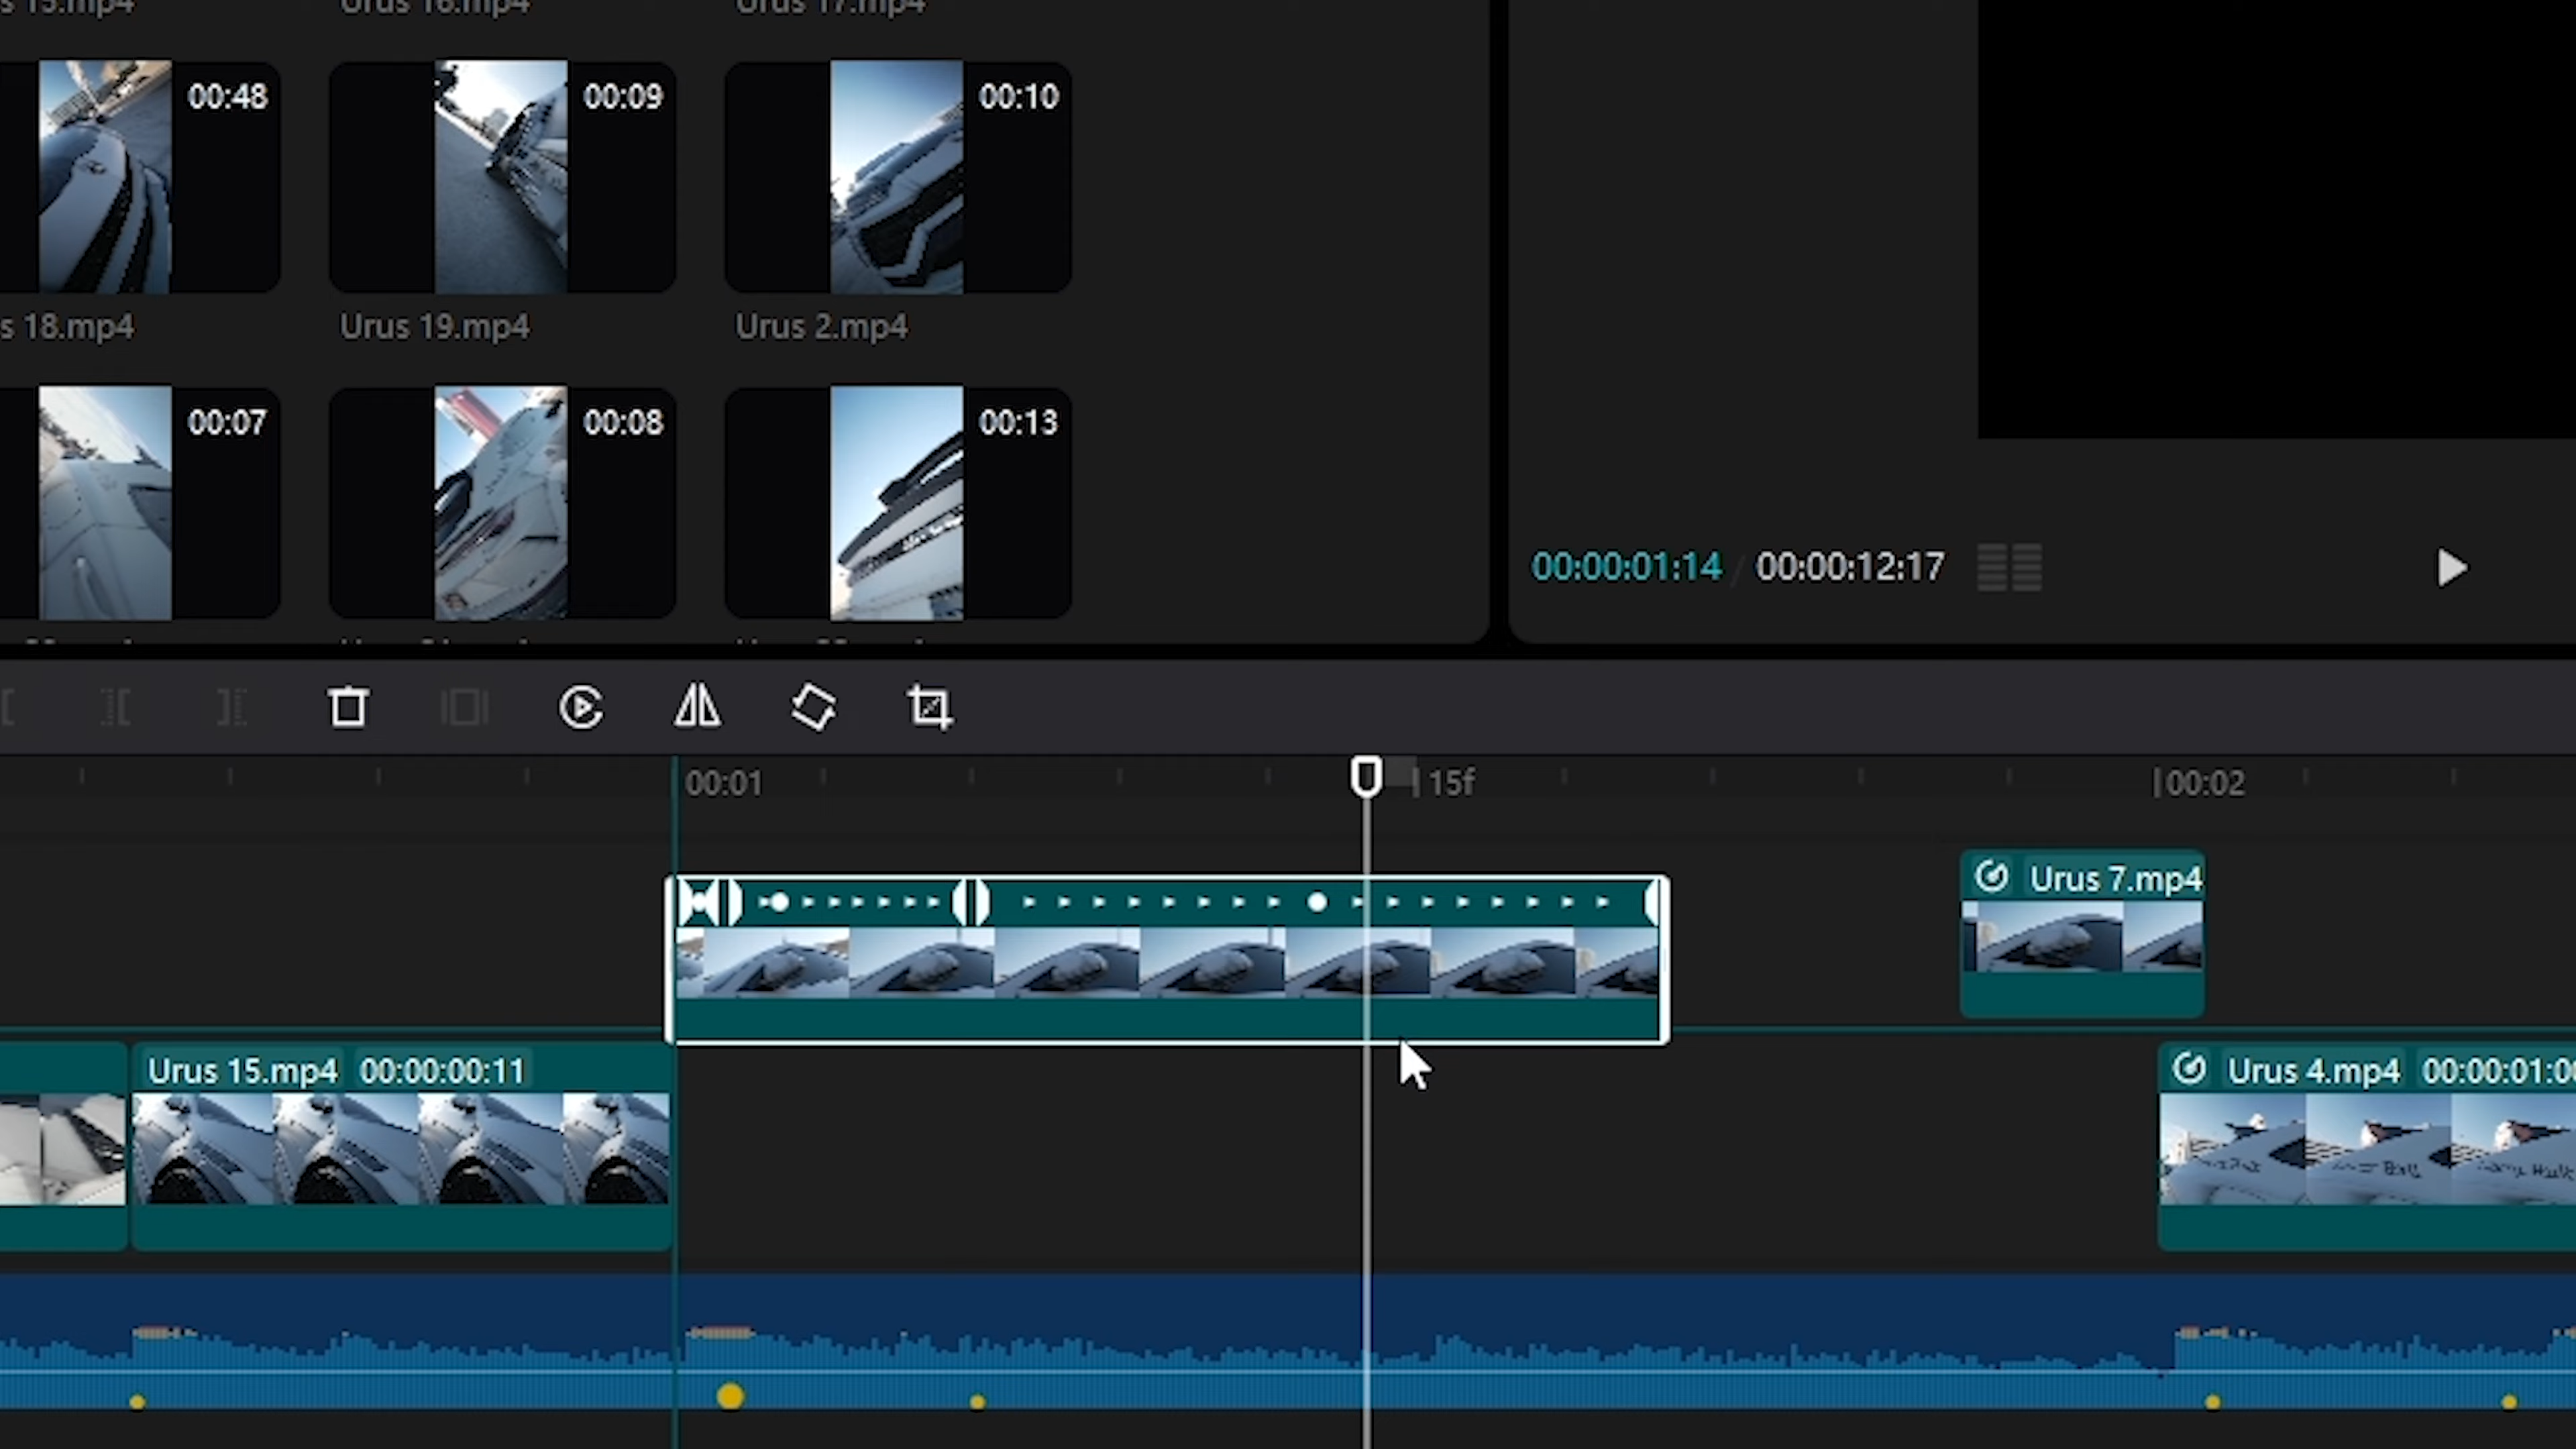 s 15.mp4 Urus 16.mp4 Urus 17.mp4
00:48 00:09 00:10
s 18.mp4 Urus 19.mp4 Urus 2.mp4
00:07 00:08 00:13
00:00:01:14 / 00:00:12:17
00:01 15f 00:02
Urus 7.mp4
Urus 15.mp4 00:00:00:11
Urus 4.mp4 00:00:01:0